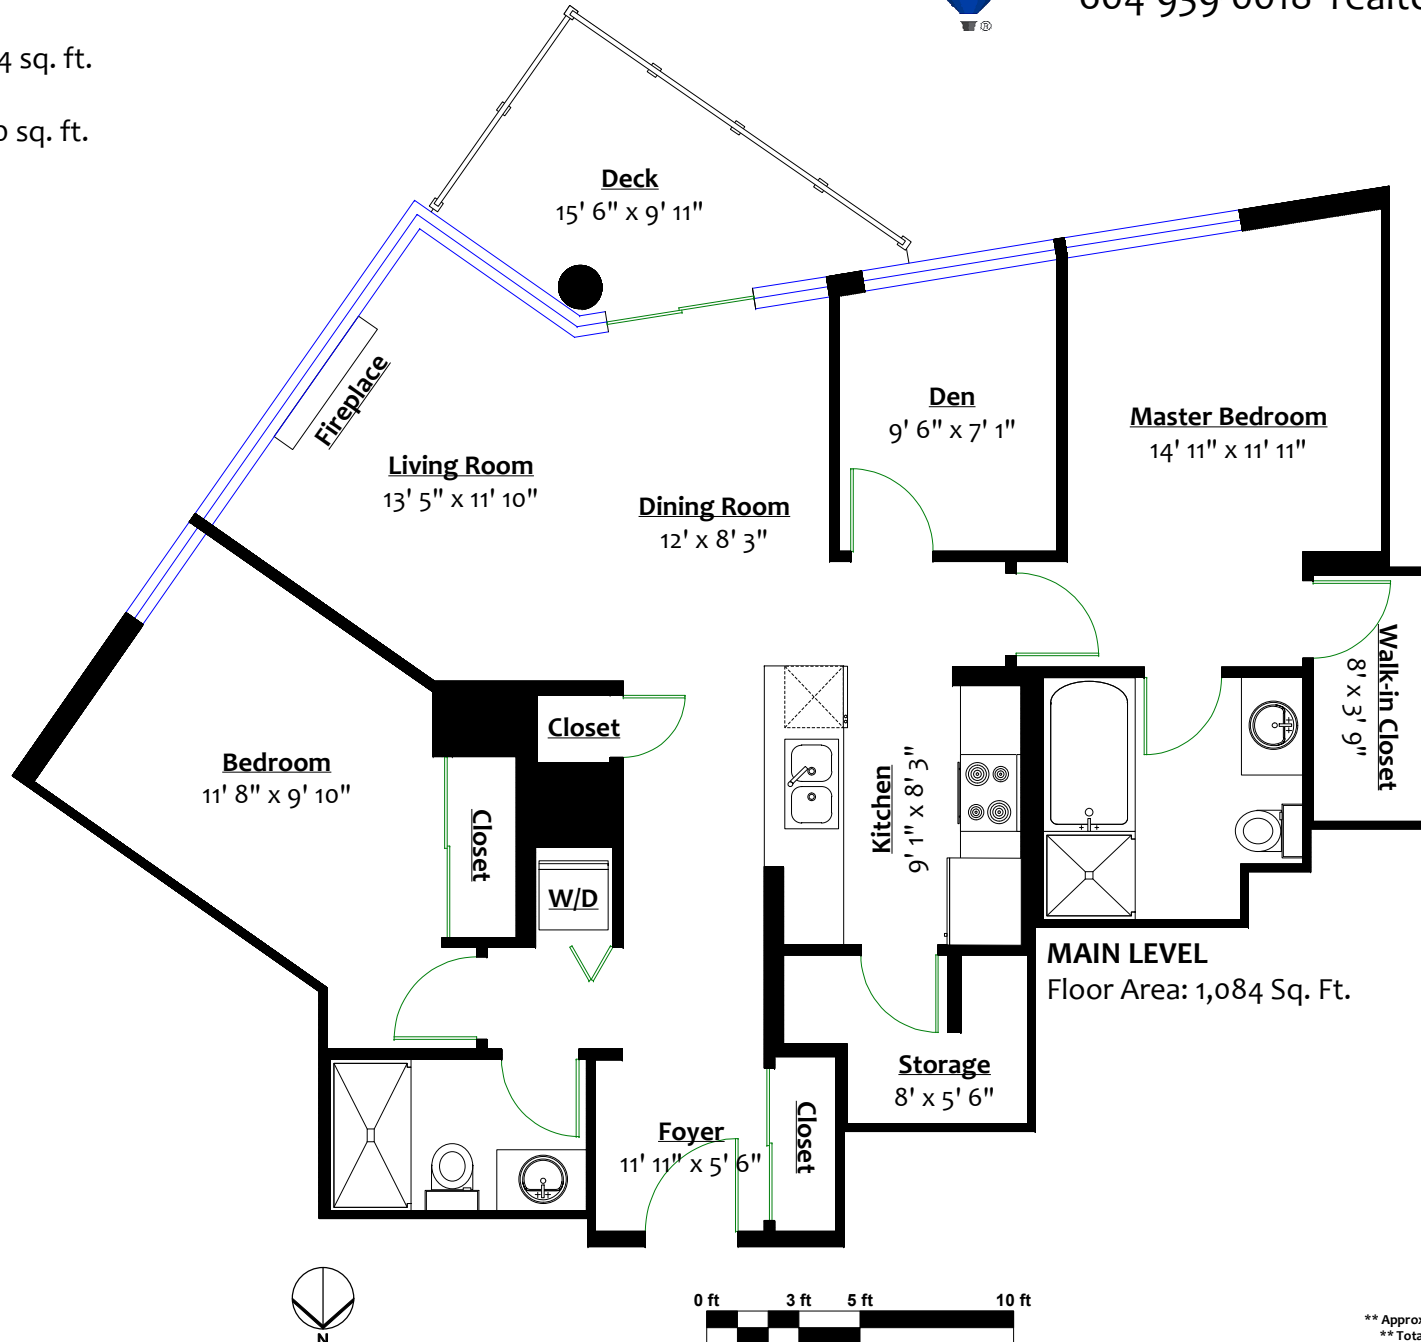 604 939 0018
®
4 sq. ft.
sq. ft.
Deck
15' 6" x 9' 11"
Fireplace
Living Room
13' 5" x 11' 10"
Dining Room
12' x 8' 3"
Den
9' 6" x 7' 1"
Master Bedroom
14' 11" x 11' 11"
Walk-in Closet
8' x 3' 9"
Closet
Bedroom
11' 8" x 9' 10"
Closet
Kitchen
9' 1" x 8' 3"
W/D
MAIN LEVEL
Floor Area: 1,084 Sq. Ft.
Storage
8' x 5' 6"
Foyer
11' 11" x 5' 6"
Closet
N
0 ft 3 ft 5 ft 10 ft
**
** Total